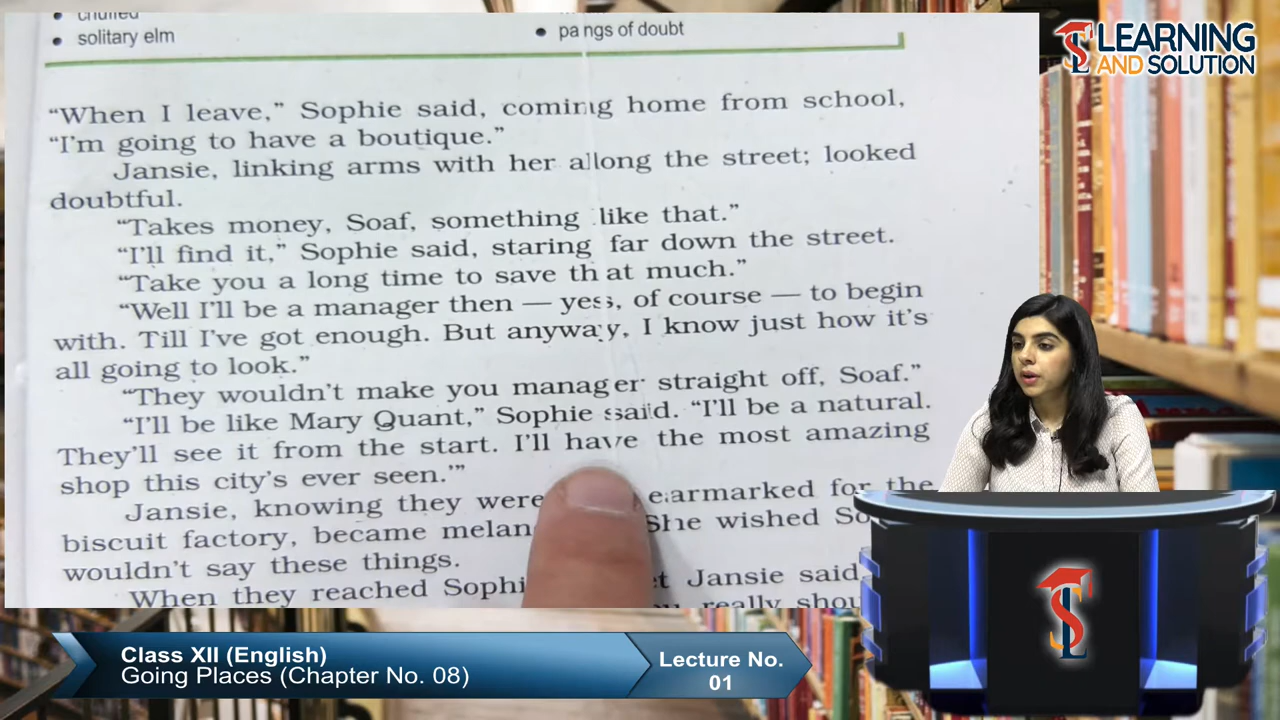 chuffed
solitary elm
pangs of doubt
“When I leave,” Sophie said, coming home from school,
“I'm going to have a boutique.”
Jansie, linking arms with her along the street; looked
doubtful.
“Takes money, Soaf, something like that.”
“I'll find it,” Sophie said, staring far down the street.
“Take you a long time to save that much.”
“Well I'll be a manager then — yes, of course — to begin
with. Till I've got enough. But anyway, I know just how it's
all going to look.”
“They wouldn't make you manager straight off, Soaf.”
“I'll be like Mary Quant,” Sophie said. “I'll be a natural.
They'll see it from the start. I'll have the most amazing
shop this city's ever seen.'”
Jansie, knowing they were earmarked for the
biscuit factory, became She wished
wouldn't say these things.
When they reached Jansie said
really
LEARNING
AND SOLUTION
Class XII (English)
Going Places (Chapter No. 08)
Lecture No.
01